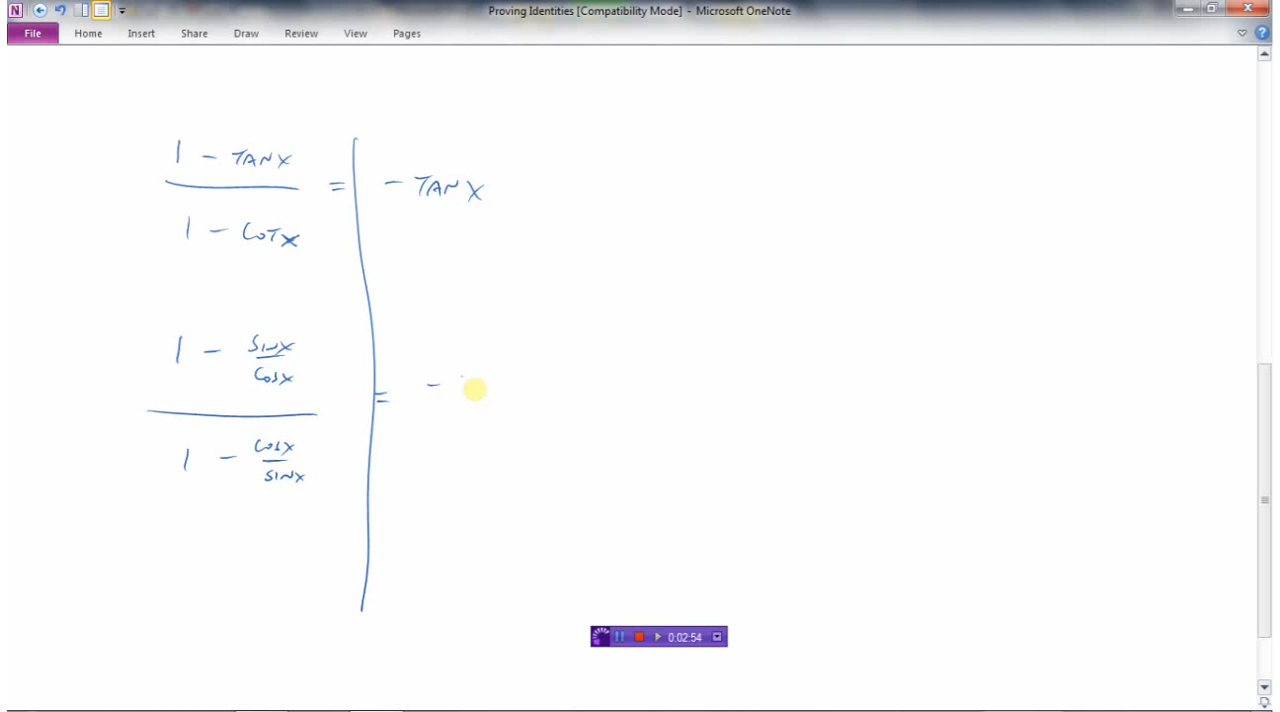 Proving Identities [Compatibility Mode] - Microsoft OneNote
File Home Insert Share Draw Review View Pages
1 - TANX
= - TANX
1 - COTX
1 - SINX
COSX
= -
1 - COSX
SINX
0:02:54